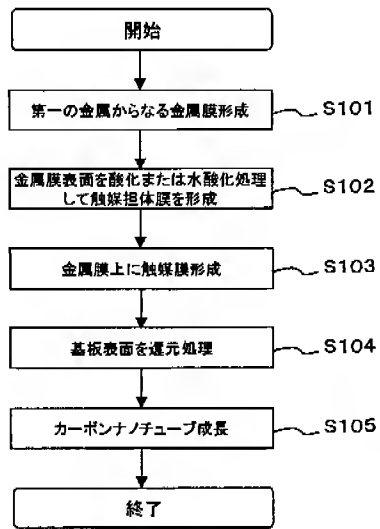 開始
第一の金属からなる金属膜形成
S101
金属膜表面を酸化または水酸化処理
して触媒担体膜を形成
S102
金属膜上に触媒膜形成
S103
基板表面を還元処理
S104
カーボンナノチューブ成長
S105
終了